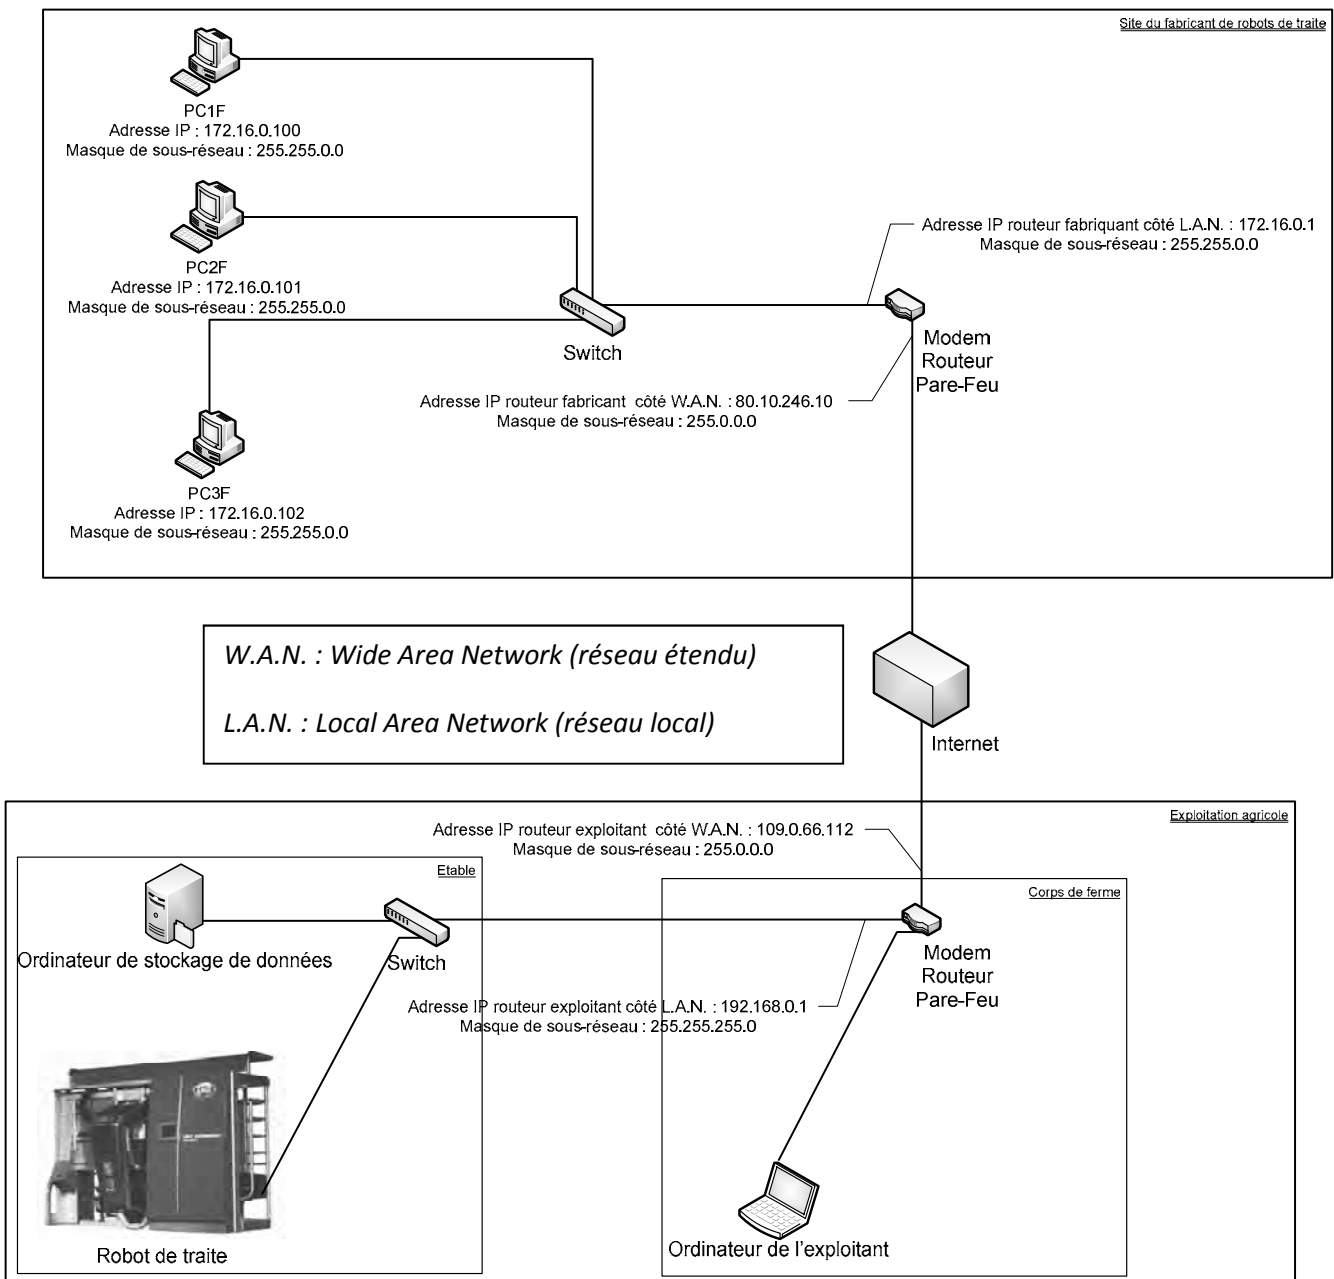 Site du fabricant de robots de traite
PC1F
Adresse IP : 172.16.0.100
Masque de sous-réseau : 255.255.0.0
PC2F
Adresse IP : 172.16.0.101
Masque de sous-réseau : 255.255.0.0
Adresse IP routeur fabriquant côté L.A.N. : 172.16.0.1
Masque de sous-réseau : 255.255.0.0
Switch
Modem
Routeur
Pare-Feu
Adresse IP routeur fabricant côté W.A.N. : 80.10.246.10
Masque de sous-réseau : 255.0.0.0
PC3F
Adresse IP : 172.16.0.102
Masque de sous-réseau : 255.255.0.0
W.A.N. : Wide Area Network (réseau étendu)
L.A.N. : Local Area Network (réseau local)
Internet
Exploitation agricole
Adresse IP routeur exploitant côté W.A.N. : 109.0.66.112
Masque de sous-réseau : 255.0.0.0
Etable
Corps de ferme
Ordinateur de stockage de données
Switch
Modem
Routeur
Pare-Feu
Adresse IP routeur exploitant côté L.A.N. : 192.168.0.1
Masque de sous-réseau : 255.255.255.0
Robot de traite
Ordinateur de l'exploitant